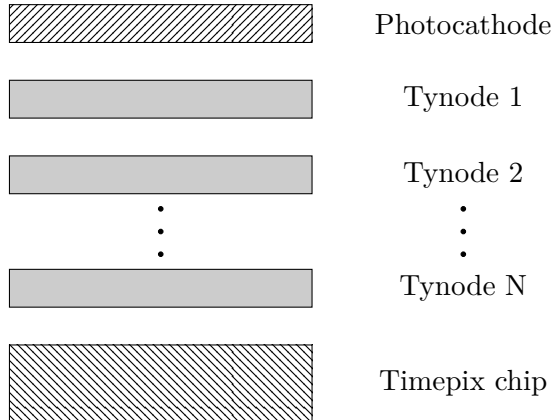 Photocathode
Tynode 1
Tynode 2
Tynode N
Timepix chip